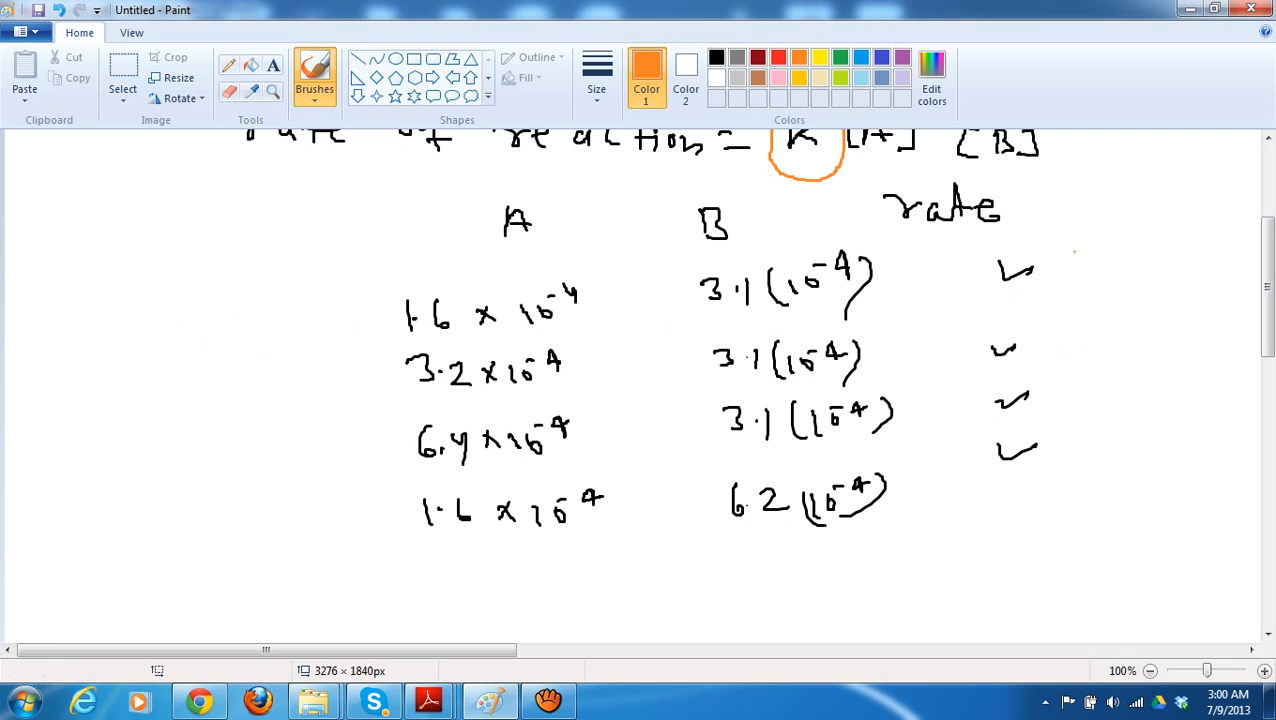 Untitled - Paint
Home View
Cut
Copy
Paste
Clipboard
Select
Crop
Resize
Rotate
Image
Tools
Brushes
Outline
Fill
Shapes
Size
Color 1
Color 2
Edit colors
Colors
rate of reaction = K [A] [B]
A B rate
1.6 × 10⁻⁴ 3.1 (10⁻⁴) ✓
3.2 × 10⁻⁴ 3.1 (10⁻⁴) ✓
6.4 × 10⁻⁴ 3.1 (10⁻⁴) ✓
1.6 × 10⁻⁴ 6.2 (10⁻⁴) ✓
3276 × 1840px
100%
3:00 AM
7/9/2013